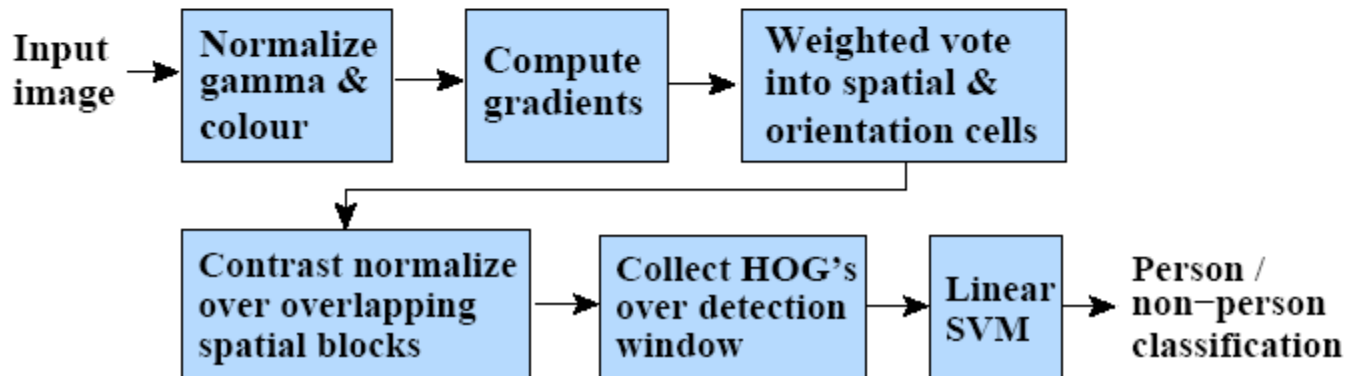 Input
image
Normalize
gamma &
colour
Compute
gradients
Weighted vote
into spatial &
orientation cells
Contrast normalize
over overlapping
spatial blocks
Collect HOG's
over detection
window
Linear
SVM
Person /
non−person
classification